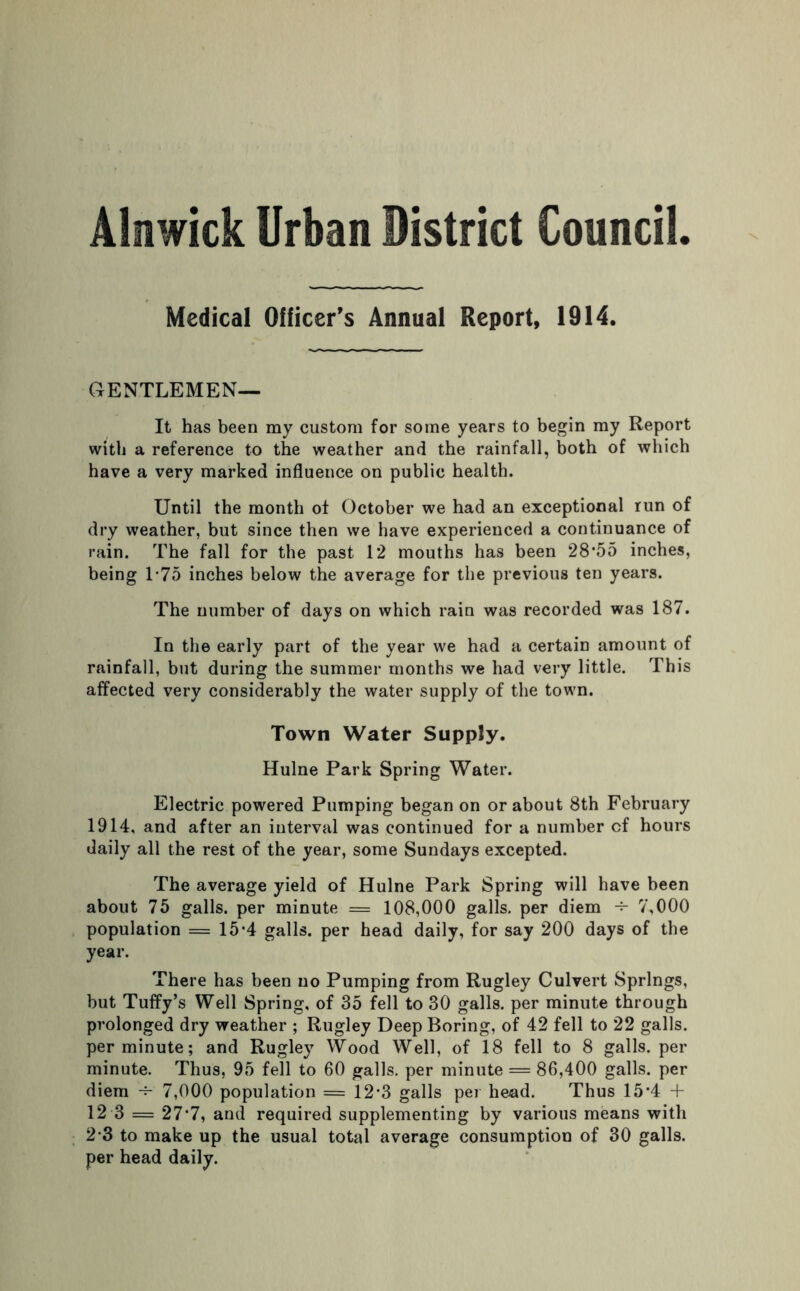 Alnwick Urban District Council.
Medical Officer's Annual Report, 1914.
GENTLEMEN—
It has been my custom for some years to begin my Report
with a reference to the weather and the rainfall, both of which
have a very marked influence on public health.
Until the month ot October we had an exceptional run of
dry weather, but since then we have experienced a continuance of
rain. The fall for the past 12 mouths has been 28·55 inches,
being 1·75 inches below the average for the previous ten years.
The number of days on which rain was recorded was 187.
In the early part of the year we had a certain amount of
rainfall, but during the summer months we had very little. This
affected very considerably the water supply of the town.
Town Water Supply.
Hulne Park Spring Water.
Electric powered Pumping began on or about 8th February
1914, and after an interval was continued for a number of hours
daily all the rest of the year, some Sundays excepted.
The average yield of Hulne Park Spring will have been
about 75 galls. per minute = 108,000 galls. per diem ÷ 7,000
population = 15·4 galls. per head daily, for say 200 days of the
year.
There has been no Pumping from Rugley Culvert Springs,
but Tuffy's Well Spring, of 35 fell to 30 galls. per minute through
prolonged dry weather ; Rugley Deep Boring, of 42 fell to 22 galls.
per minute; and Rugley Wood Well, of 18 fell to 8 galls. per
minute. Thus, 95 fell to 60 galls. per minute = 86,400 galls. per
diem ÷ 7,000 population = 12·3 galls per head. Thus 15·4 +
12 3 = 27·7, and required supplementing by various means with
2·3 to make up the usual total average consumption of 30 galls.
per head daily.